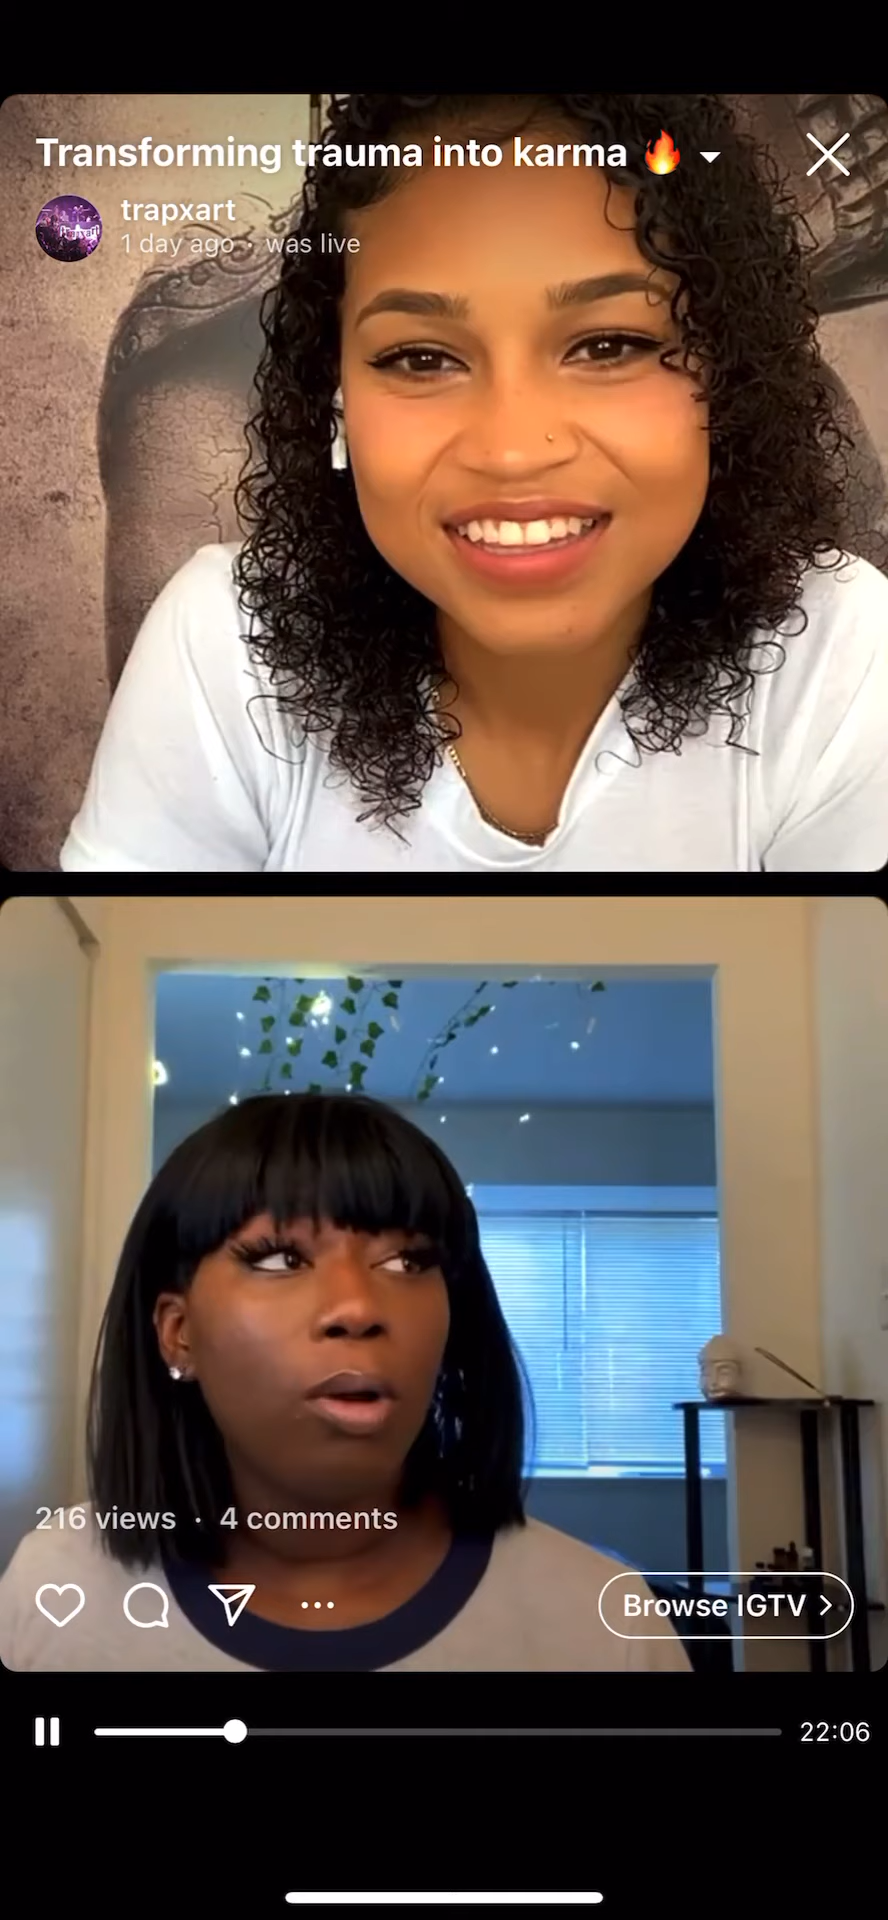 Transforming trauma into karma 🔥
trapxart
1 day ago · was live
216 views · 4 comments
Browse IGTV
22:06